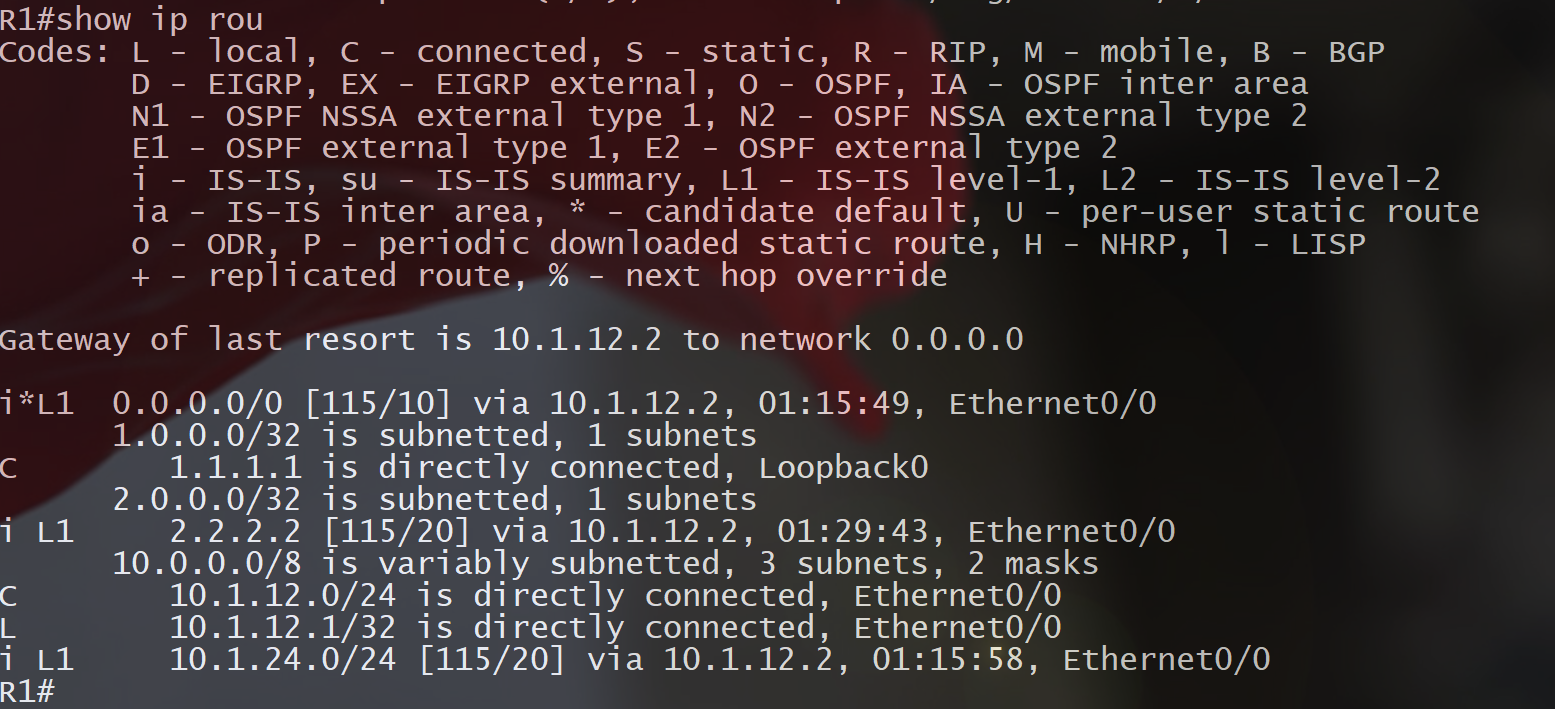 R1#show ip rou
Codes: L - local, C - connected, S - static, R - RIP, M - mobile, B - BGP
       D - EIGRP, EX - EIGRP external, O - OSPF, IA - OSPF inter area
       N1 - OSPF NSSA external type 1, N2 - OSPF NSSA external type 2
       E1 - OSPF external type 1, E2 - OSPF external type 2
       i - IS-IS, su - IS-IS summary, L1 - IS-IS level-1, L2 - IS-IS level-2
       ia - IS-IS inter area, * - candidate default, U - per-user static route
       o - ODR, P - periodic downloaded static route, H - NHRP, l - LISP
       + - replicated route, % - next hop override

Gateway of last resort is 10.1.12.2 to network 0.0.0.0

i*L1  0.0.0.0/0 [115/10] via 10.1.12.2, 01:15:49, Ethernet0/0
      1.0.0.0/32 is subnetted, 1 subnets
C        1.1.1.1 is directly connected, Loopback0
      2.0.0.0/32 is subnetted, 1 subnets
i L1     2.2.2.2 [115/20] via 10.1.12.2, 01:29:43, Ethernet0/0
      10.0.0.0/8 is variably subnetted, 3 subnets, 2 masks
C        10.1.12.0/24 is directly connected, Ethernet0/0
L        10.1.12.1/32 is directly connected, Ethernet0/0
i L1     10.1.24.0/24 [115/20] via 10.1.12.2, 01:15:58, Ethernet0/0
R1#